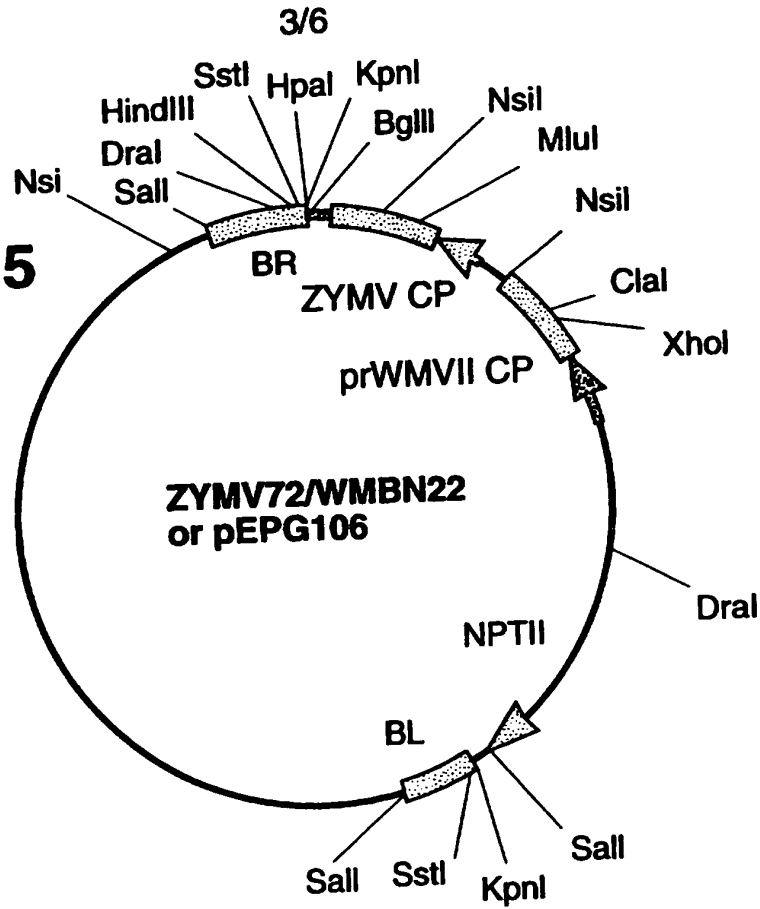 3/6
SstI
HpaI
KpnI
HindIII
BglII
NsiI
DraI
MluI
Nsi
SalI
NsiI
5
BR
ZYMV CP
ClaI
XhoI
prWMVII CP
ZYMV72/WMBN22
or pEPG106
DraI
NPTII
BL
SalI
SstI
KpnI
SalI